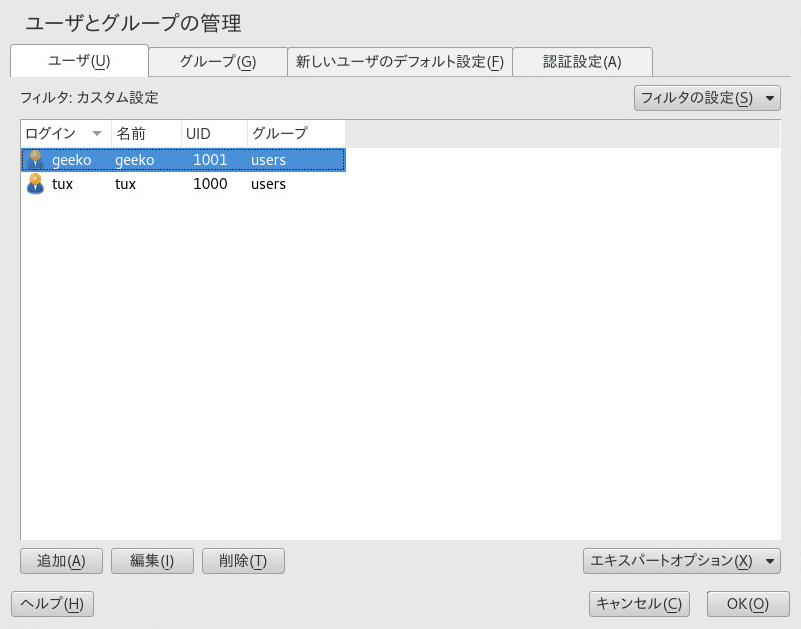 ユーザとグループの管理
ユーザ(U) グループ(G) 新しいユーザのデフォルト設定(F) 認証設定(A)
フィルタ: カスタム設定 フィルタの設定(S)
ログイン 名前 UID グループ
geeko geeko 1001 users
tux tux 1000 users
追加(A) 編集(I) 削除(T) エキスパートオプション(X)
ヘルプ(H) キャンセル(C) OK(O)